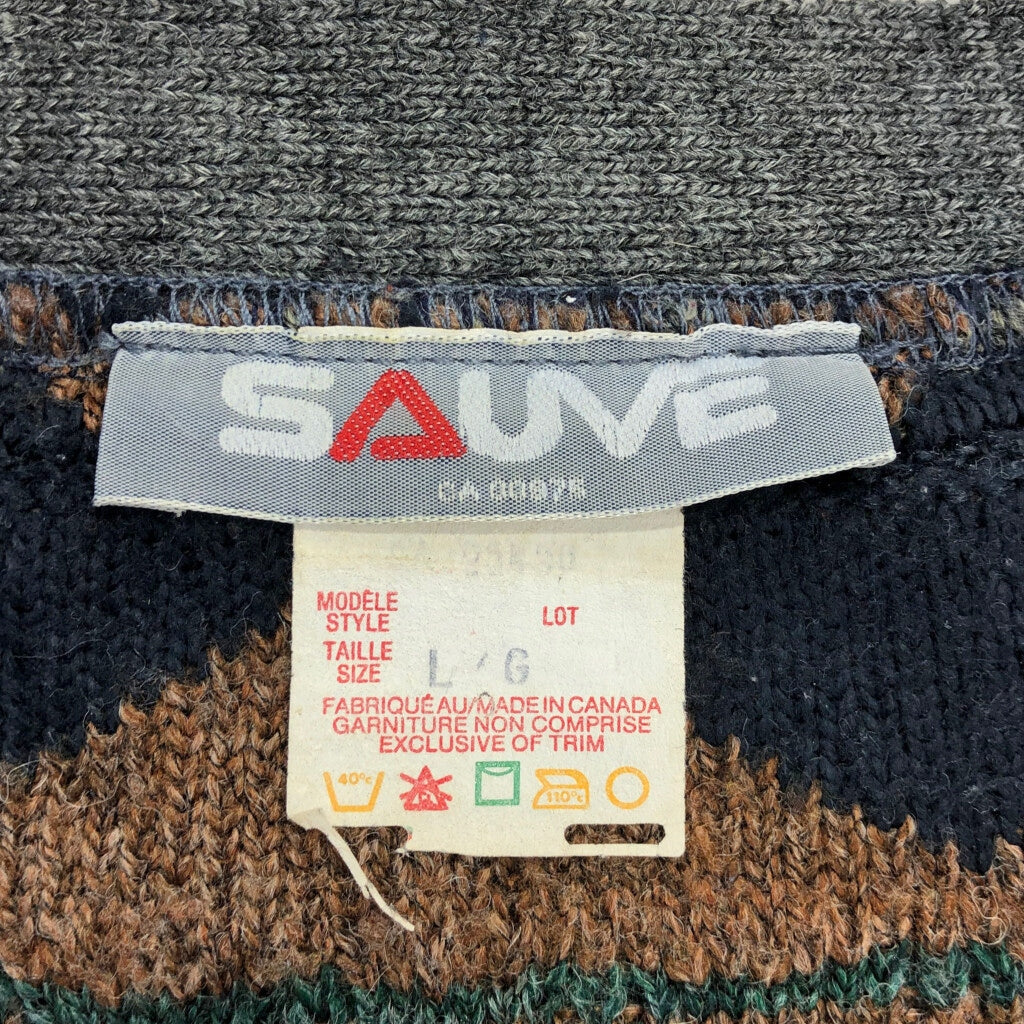 SAUVE
CA 00976
MODÈLE
STYLE
LOT
TAILLE
SIZE
L / G
FABRIQUÉ AU/MADE IN CANADA
GARNITURE NON COMPRISE
EXCLUSIVE OF TRIM
40°C
110°C